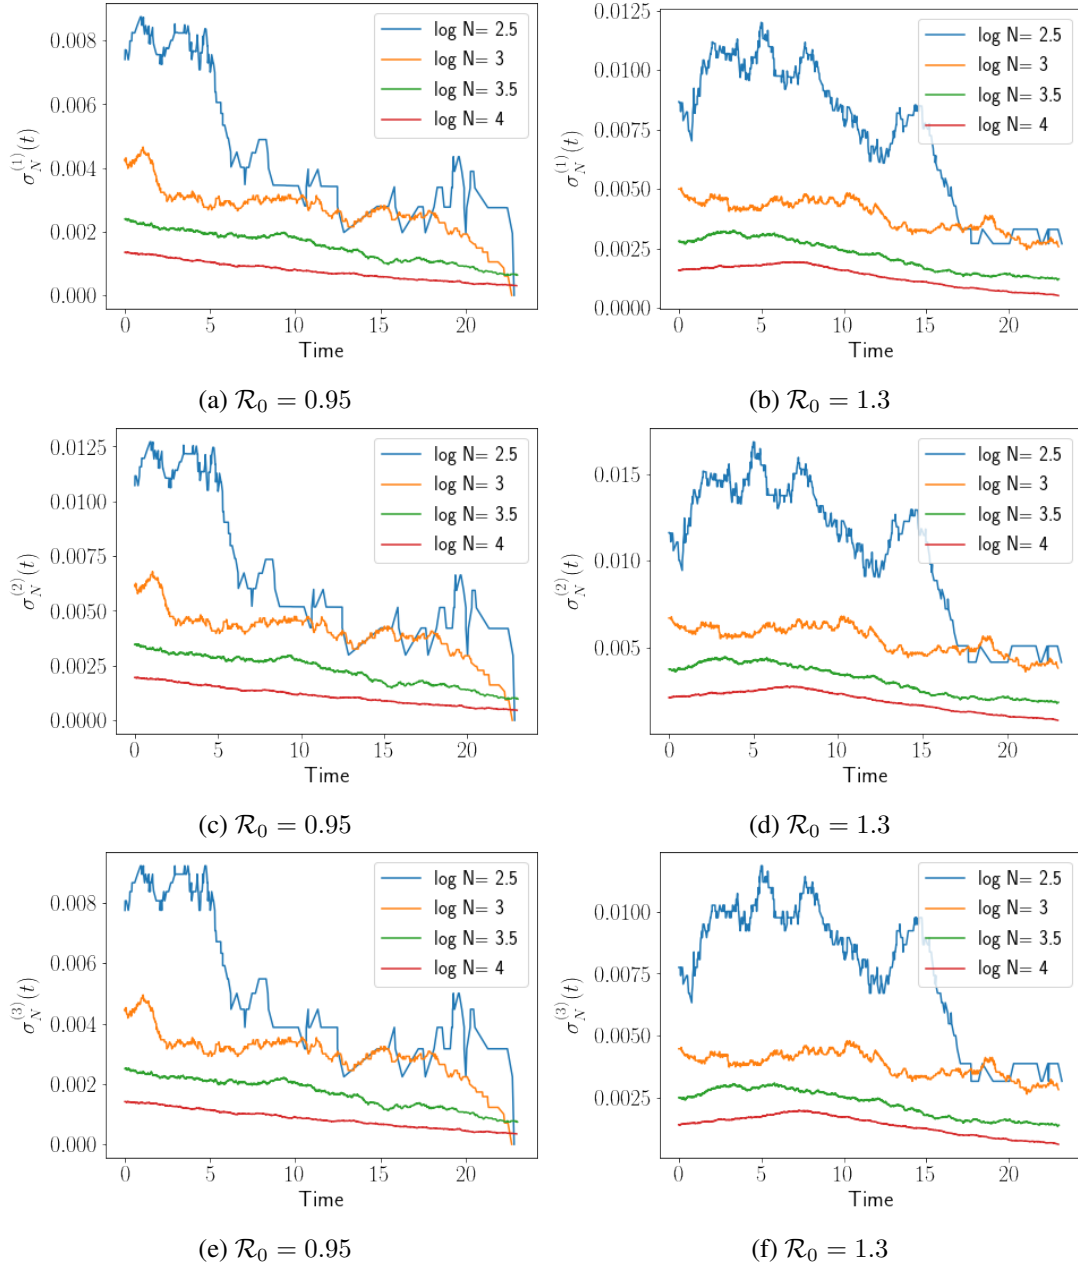 0.008
0.006
0.004
0.002
0.000
σ_N^(1)(t)
log N= 2.5
log N= 3
log N= 3.5
log N= 4
0 5 10 15 20
Time
(a) R₀ = 0.95
0.0125
0.0100
0.0075
0.0050
0.0025
0.0000
σ_N^(1)(t)
log N= 2.5
log N= 3
log N= 3.5
log N= 4
0 5 10 15 20
Time
(b) R₀ = 1.3
0.0125
0.0100
0.0075
0.0050
0.0025
0.0000
σ_N^(2)(t)
log N= 2.5
log N= 3
log N= 3.5
log N= 4
0 5 10 15 20
Time
(c) R₀ = 0.95
0.015
0.010
0.005
σ_N^(2)(t)
log N= 2.5
log N= 3
log N= 3.5
log N= 4
0 5 10 15 20
Time
(d) R₀ = 1.3
0.008
0.006
0.004
0.002
0.000
σ_N^(3)(t)
log N= 2.5
log N= 3
log N= 3.5
log N= 4
0 5 10 15 20
Time
(e) R₀ = 0.95
0.0100
0.0075
0.0050
0.0025
σ_N^(3)(t)
log N= 2.5
log N= 3
log N= 3.5
log N= 4
0 5 10 15 20
Time
(f) R₀ = 1.3